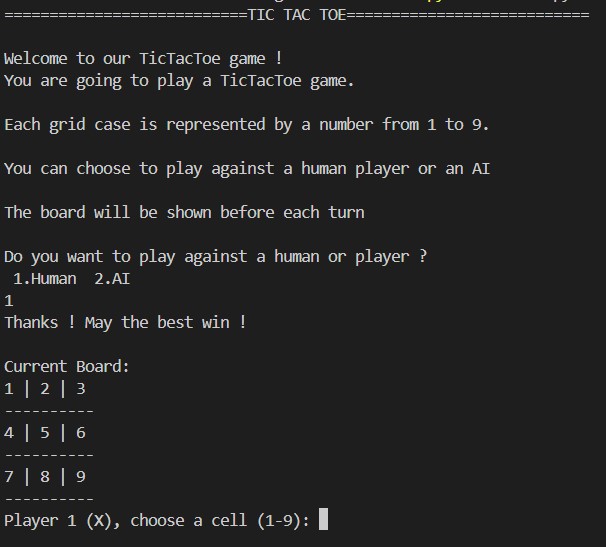 ===========================TIC TAC TOE===========================
Welcome to our TicTacToe game !
You are going to play a TicTacToe game.
Each grid case is represented by a number from 1 to 9.
You can choose to play against a human player or an AI
The board will be shown before each turn
Do you want to play against a human or player ?
1.Human  2.AI
1
Thanks ! May the best win !
Current Board:
1 | 2 | 3
----------
4 | 5 | 6
----------
7 | 8 | 9
----------
Player 1 (X), choose a cell (1-9):